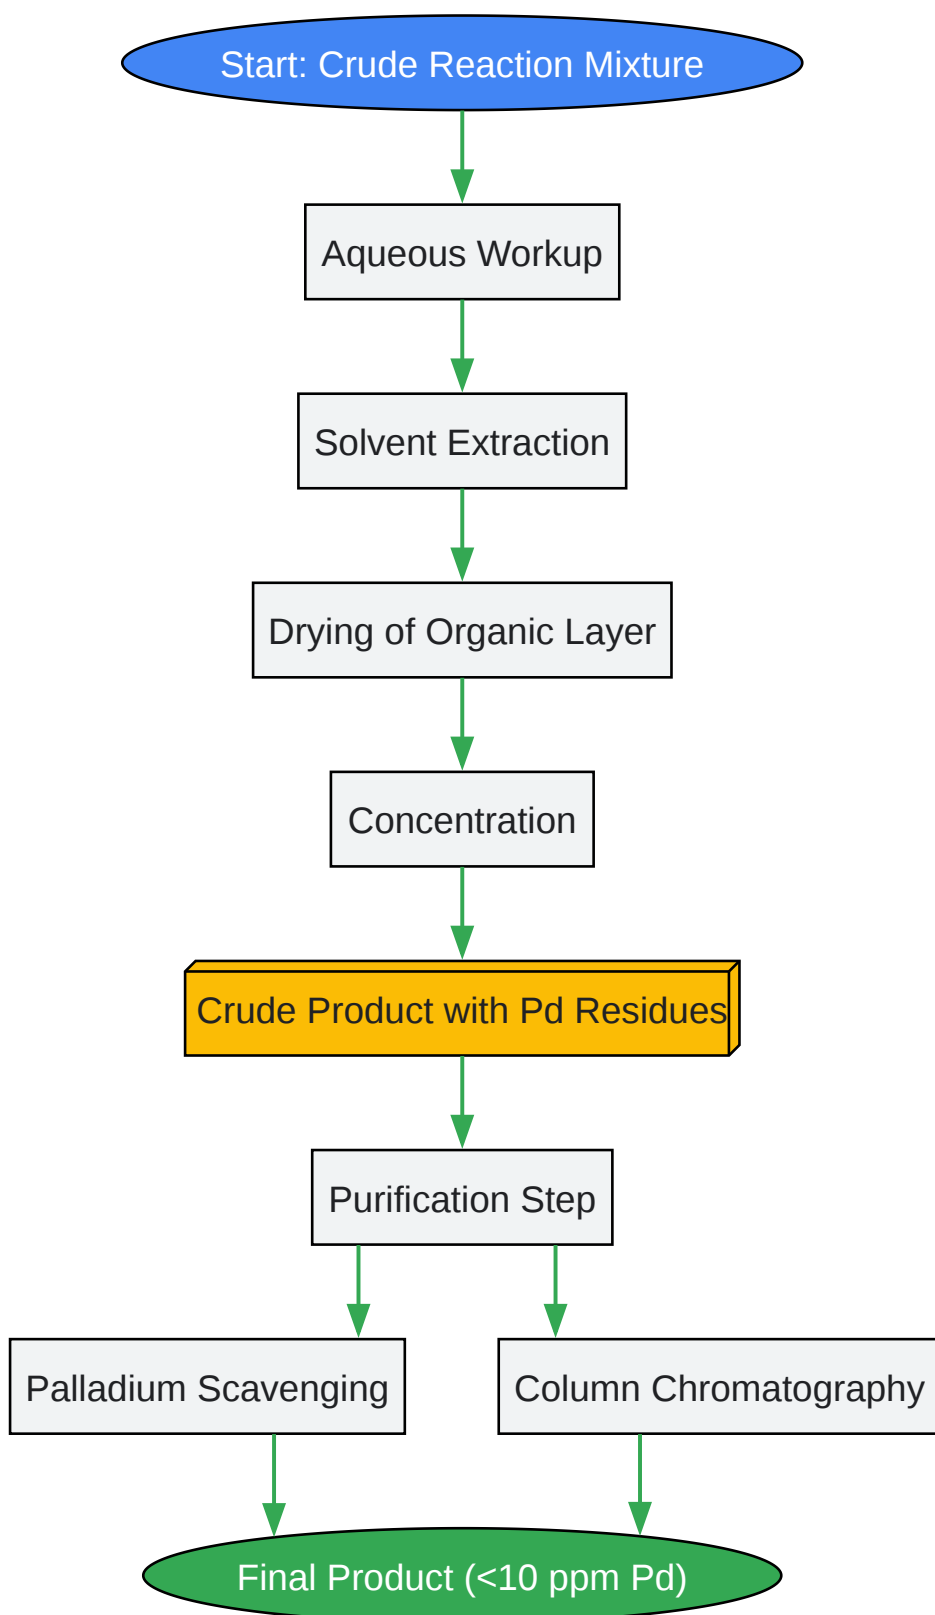 Start: Crude Reaction Mixture
Aqueous Workup
Solvent Extraction
Drying of Organic Layer
Concentration
Crude Product with Pd Residues
Purification Step
Palladium Scavenging
Column Chromatography
Final Product (<10 ppm Pd)